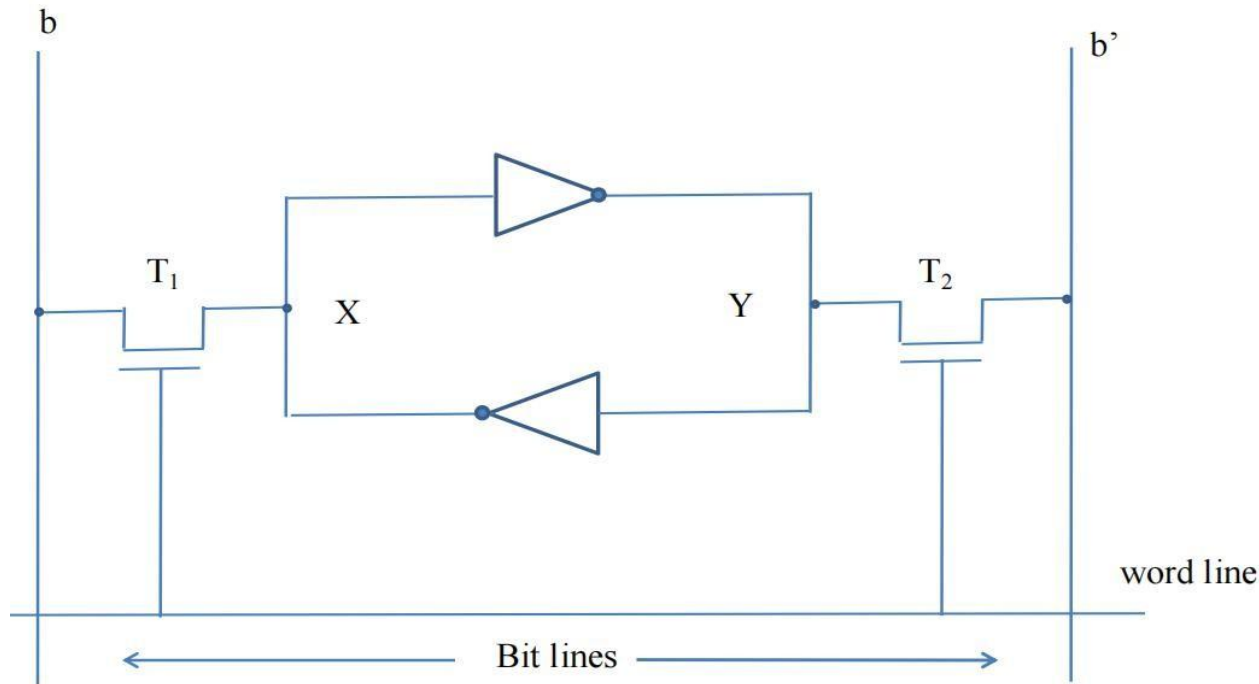 b
b’
T₁
T₂
X
Y
word line
Bit lines